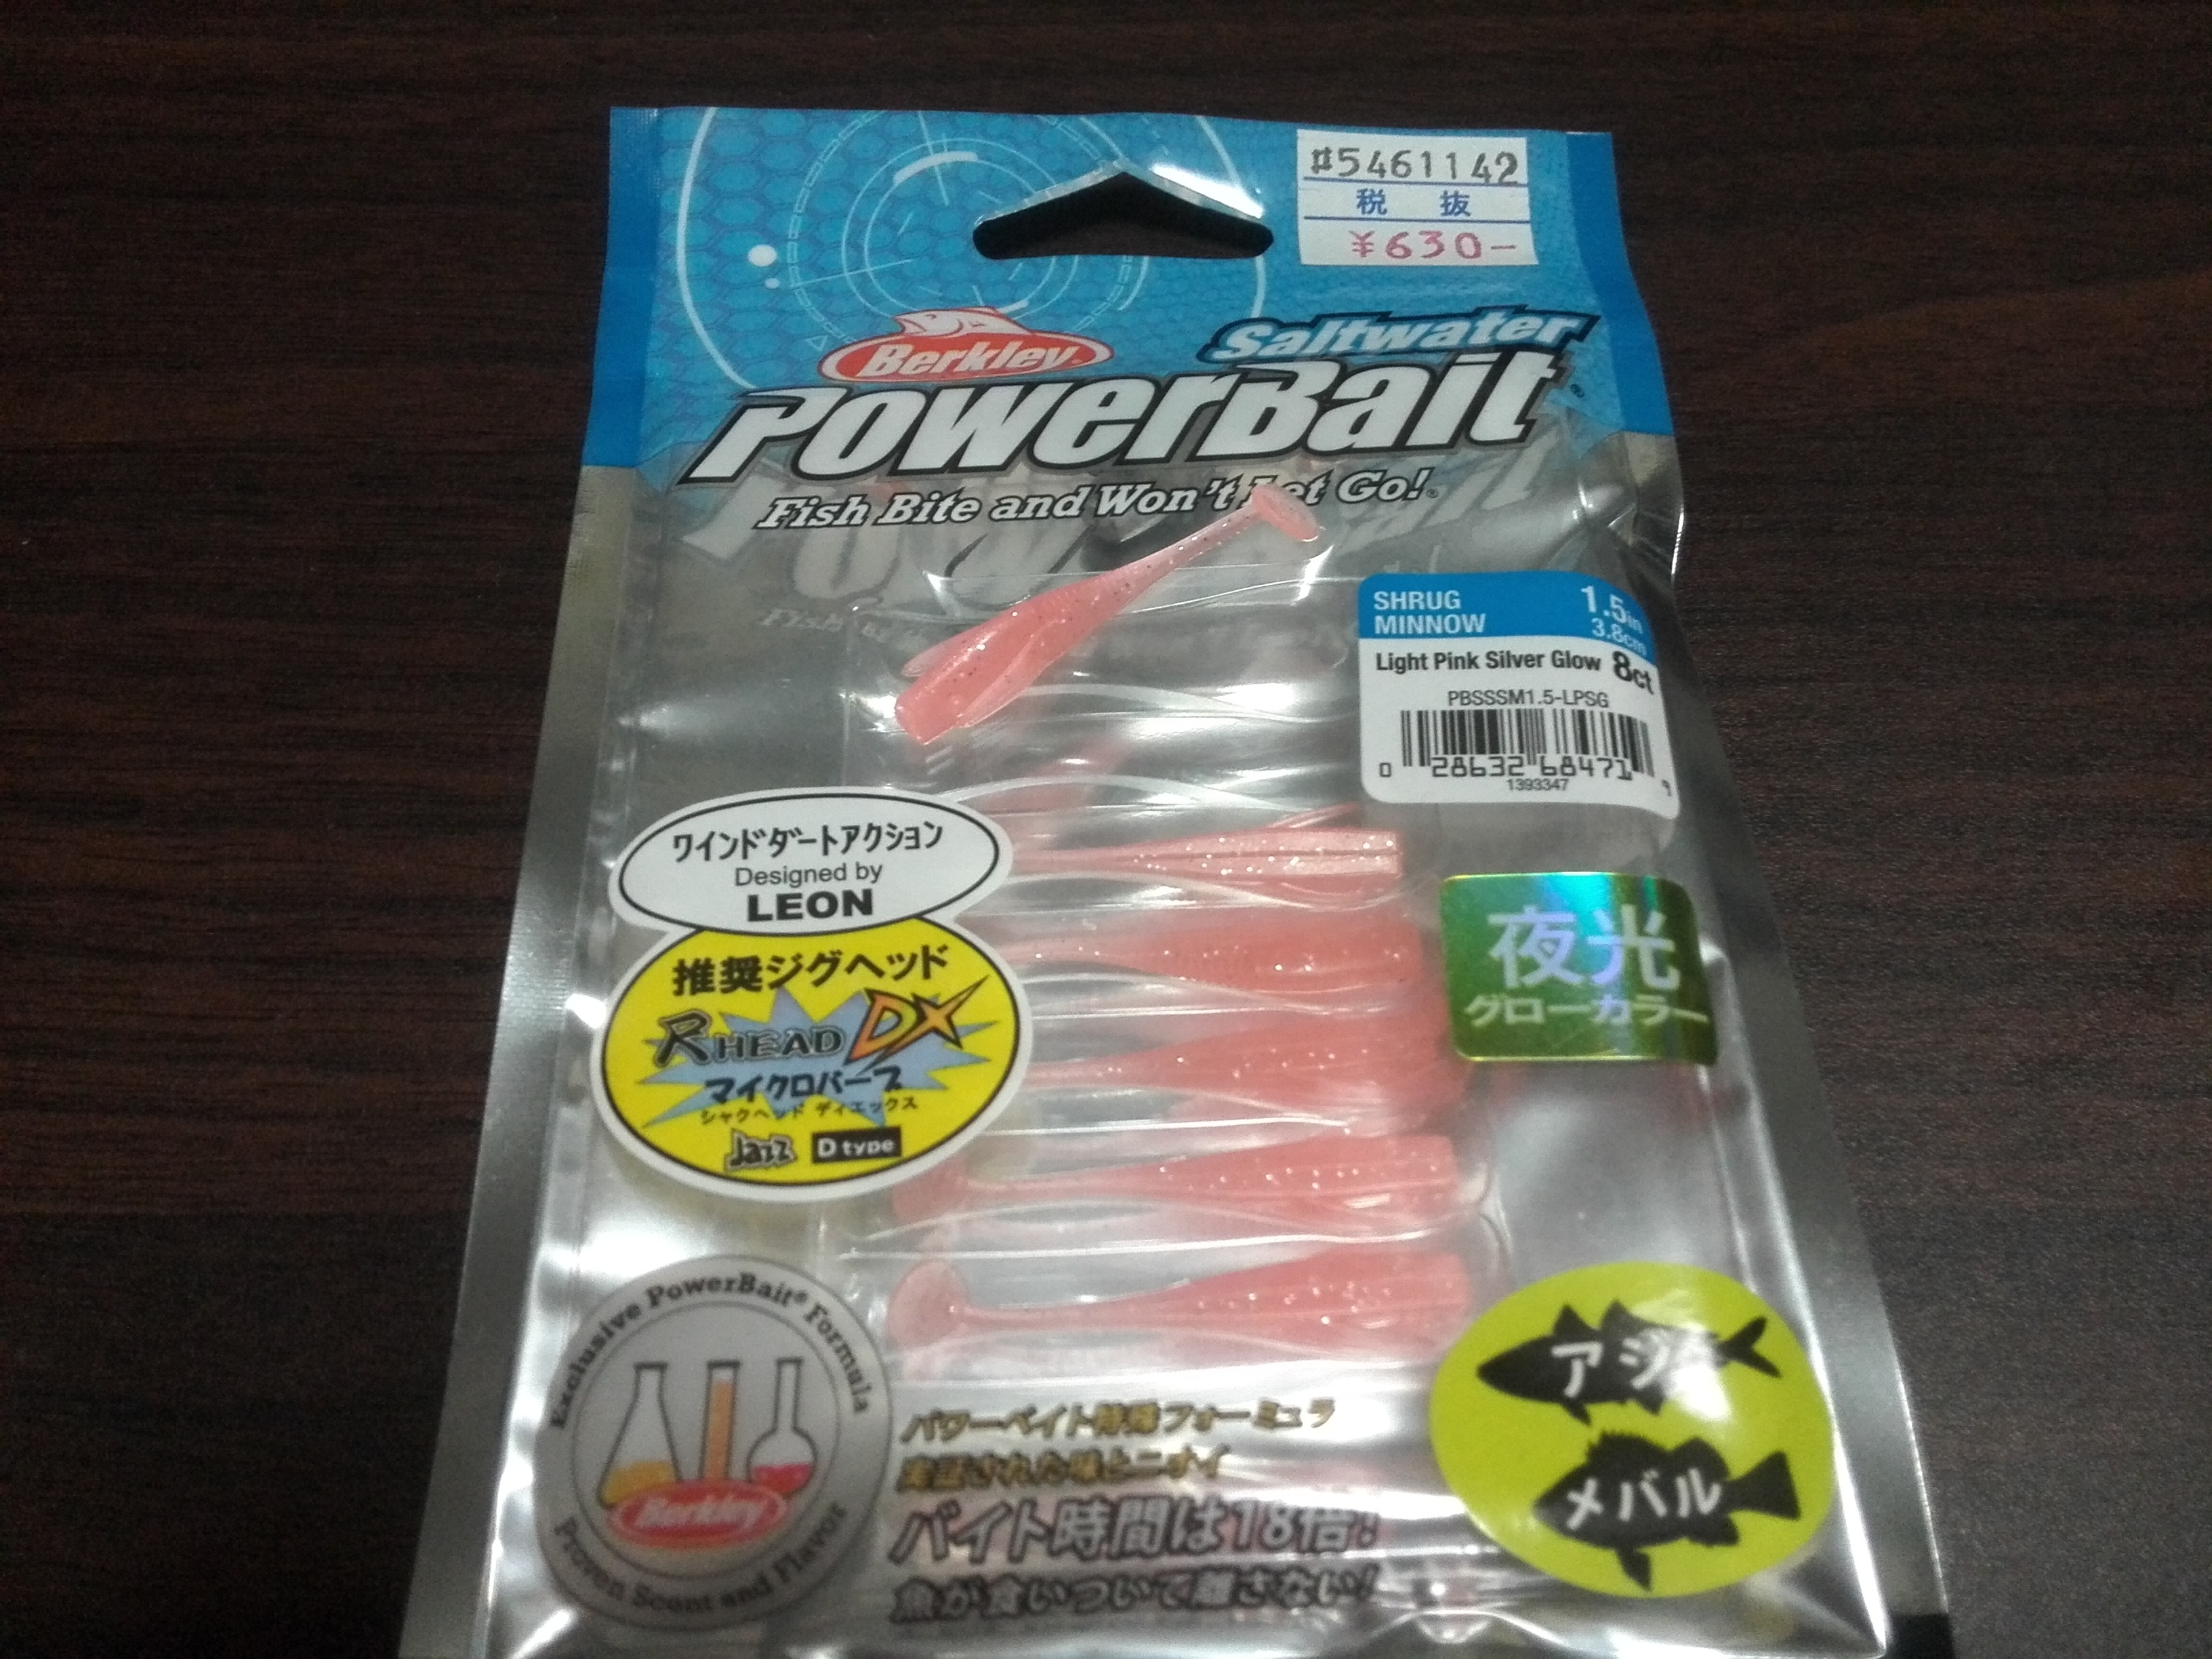 #5461142
税 抜
¥630-
Berkley
Saltwater
PowerBait
Fish Bite and Won't Let Go!
SHRUG
MINNOW
1.5in
3.8cm
Light Pink Silver Glow 8ct
PBSSSM1.5-LPSG
0 28632 68471 9
1393347
ワインドダートアクション
Designed by
LEON
推奨ジグヘッド
R HEAD DX
マイクロバーブ
シャクヘッド ディエックス
Jazz D type
夜光
グローカラー
Exclusive PowerBait® Formula
Berkley
Proven Scent and Flavor
パワーベイト特殊フォーミュラ
実証された味とニオイ
バイト時間は18倍!
魚が食いついて離さない!
アジ
メバル